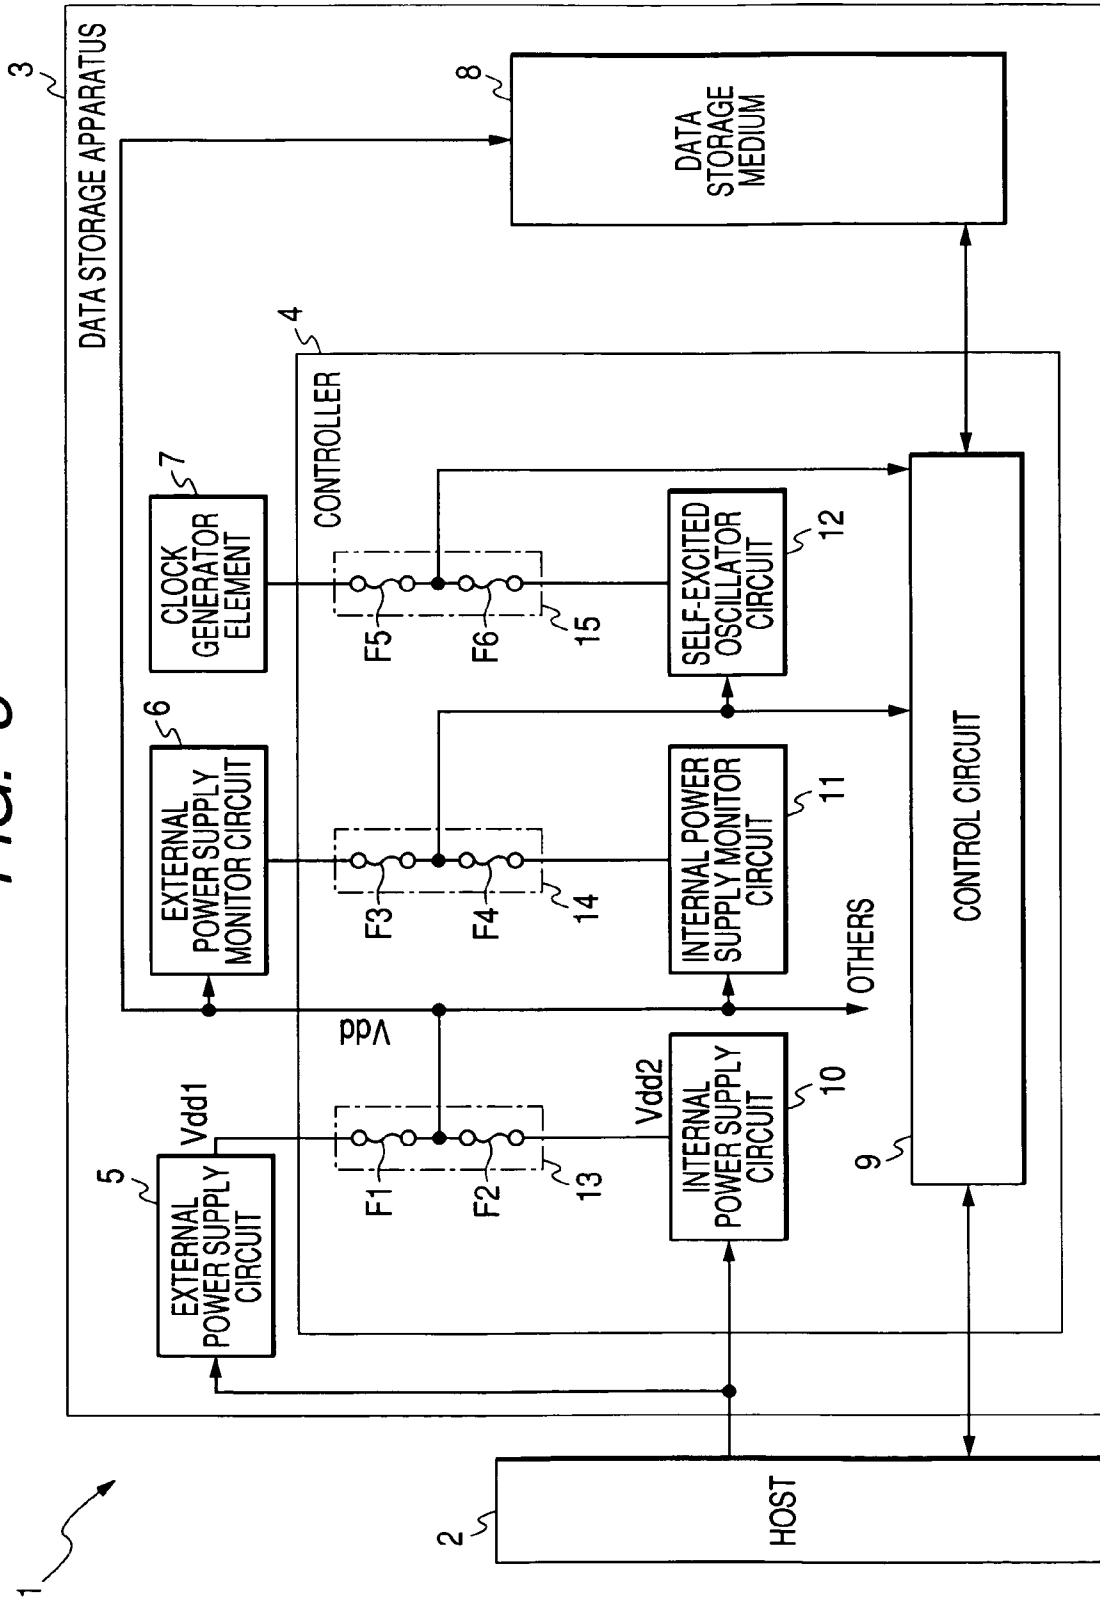 3
DATA STORAGE APPARATUS
8
DATA
STORAGE
MEDIUM
4
CONTROLLER
7
CLOCK
GENERATOR
ELEMENT
F5
F6
15
SELF-EXCITED
OSCILLATOR
CIRCUIT
12
6
EXTERNAL
POWER SUPPLY
MONITOR CIRCUIT
F3
F4
14
INTERNAL POWER
SUPPLY MONITOR
CIRCUIT
11
Vdd
OTHERS
5
EXTERNAL
POWER SUPPLY
CIRCUIT
Vdd1
F1
F2
13
Vdd2
INTERNAL
POWER SUPPLY
CIRCUIT
10
9
CONTROL CIRCUIT
2
HOST
1